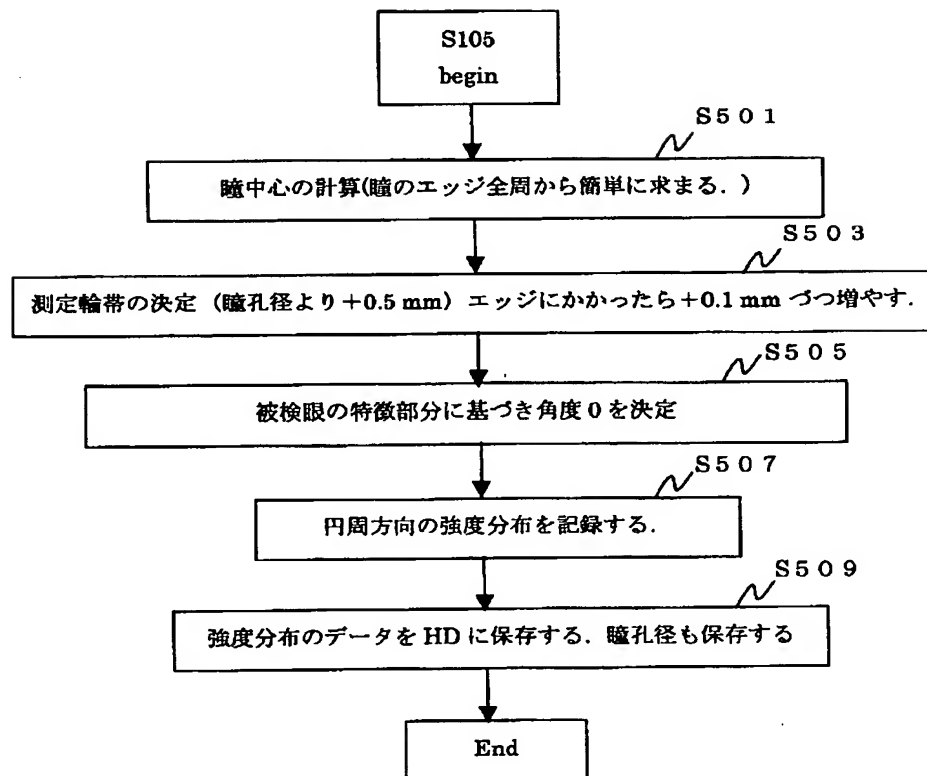 S105
begin
S501
瞳中心の計算(瞳のエッジ全周から簡単に求まる. )
S503
測定輪帯の決定 (瞳孔径より+0.5 mm) エッジにかかったら+0.1 mm づつ増やす.
S505
被検眼の特徴部分に基づき角度 0 を決定
S507
円周方向の強度分布を記録する.
S509
強度分布のデータを HD に保存する. 瞳孔径も保存する
End